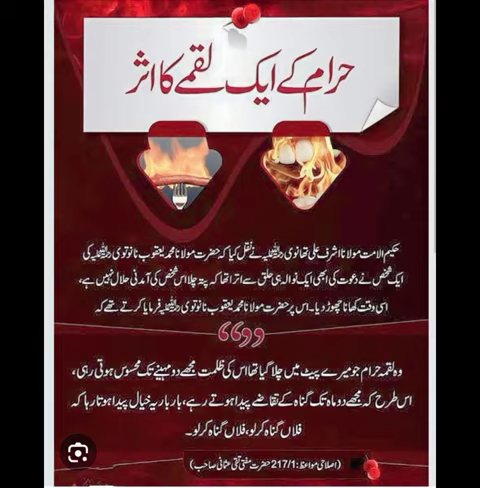 حرام کے ایک لقمے کا اثر
حکیم الامت مولانا اشرف علی تھانوی رحمۃ اللہ علیہ نے نقل کیا کہ حضرت مولانا محمد یعقوب نانوتوی رحمۃ اللہ علیہ کی
ایک شخص نے دعوت کی ابھی ایک نوالہ ہی حلق سے اترا تھا کہ پتہ چلا اس شخص کی آمدنی حلال نہیں ہے،
اسی وقت کھانا چھوڑ دیا۔ اس پر حضرت مولانا محمد یعقوب نانوتوی رحمۃ اللہ علیہ فرمایا کرتے تھے کہ
وہ لقمہ حرام جو میرے پیٹ میں چلا گیا تھا اس کی ظلمت مجھے دو مہینے تک محسوس ہوتی رہی،
اس طرح کہ مجھے دو ماہ تک گناہ کے تقاضے پیدا ہوتے رہے، بار بار یہ خیال پیدا ہوتا رہا کہ
فلاں گناہ کر لو، فلاں گناہ کر لو۔
(اصلاحی مواعظ: 217/1 حضرت مفتی تقی عثمانی صاحب)